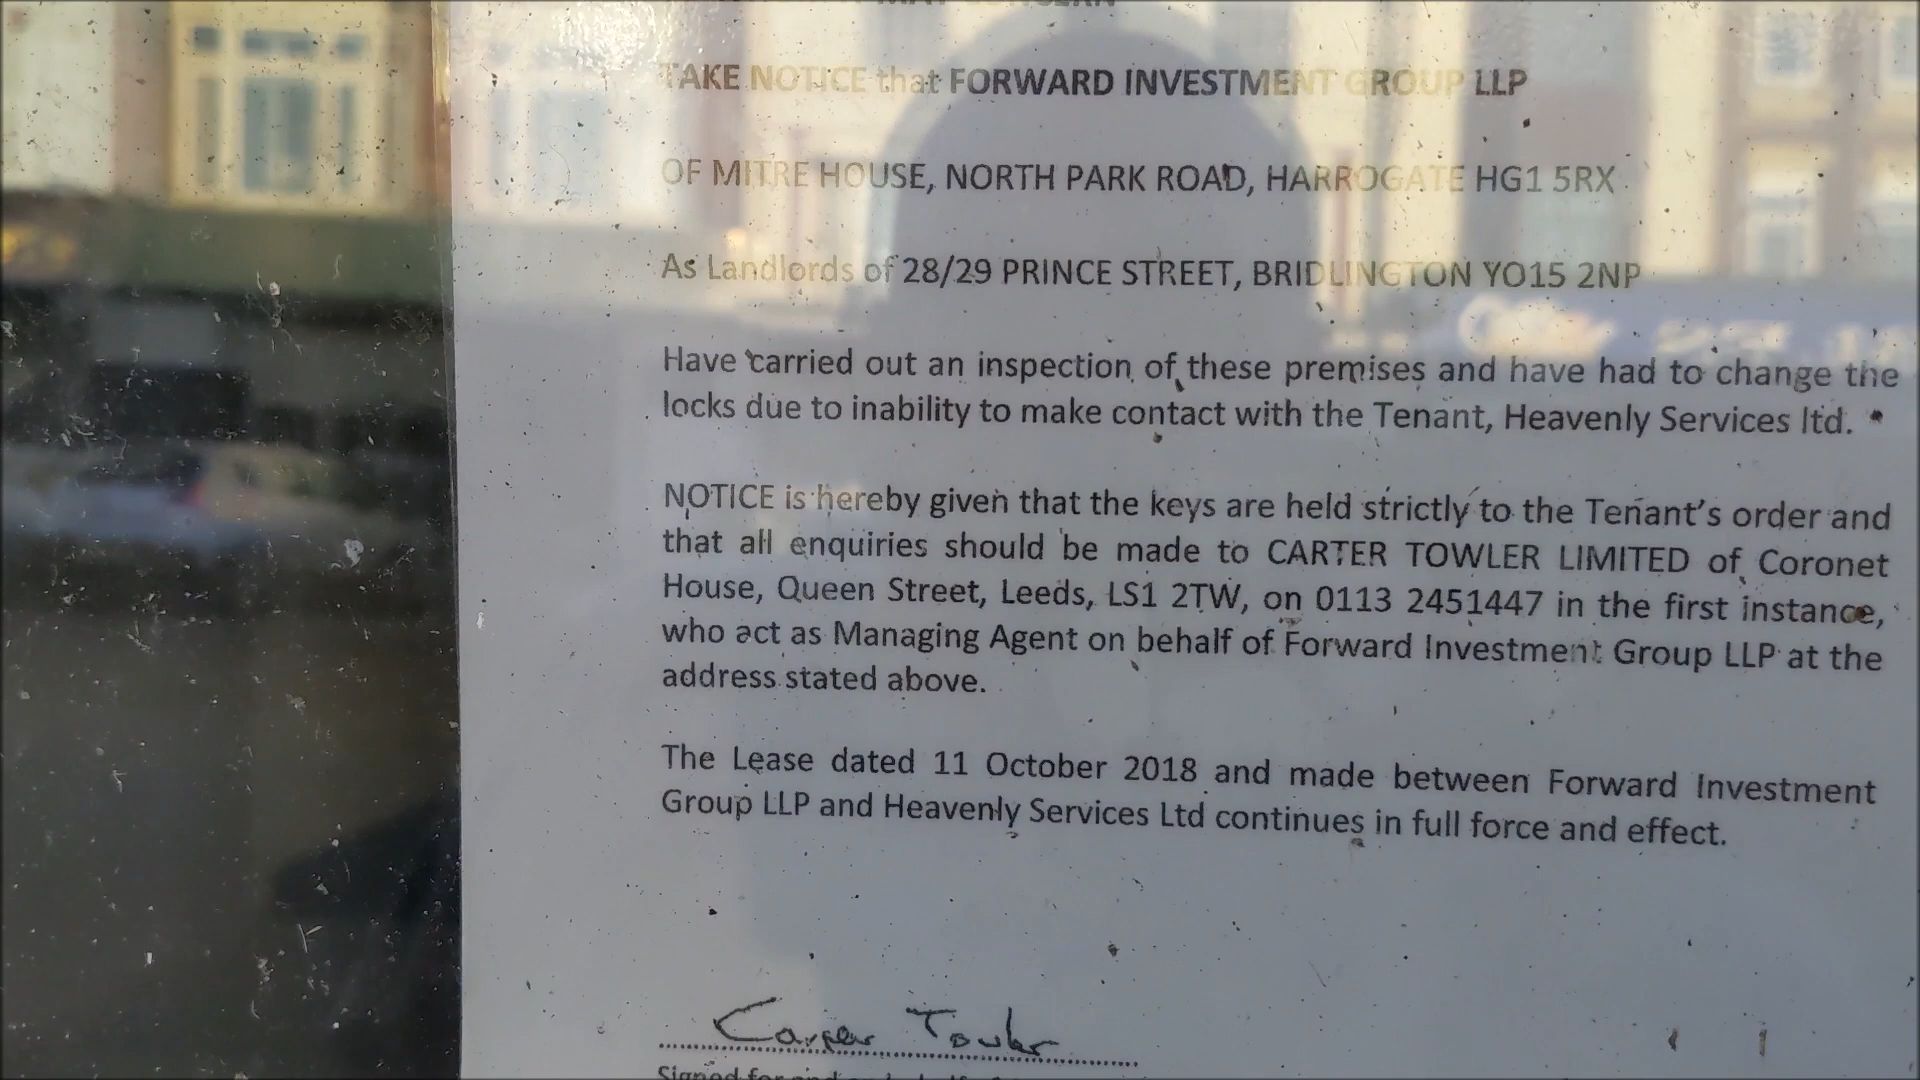 TAKE NOTICE that FORWARD INVESTMENT GROUP LLP
OF MITRE HOUSE, NORTH PARK ROAD, HARROGATE HG1 5RX
As Landlords of 28/29 PRINCE STREET, BRIDLINGTON YO15 2NP
Have carried out an inspection of these premises and have had to change the
locks due to inability to make contact with the Tenant, Heavenly Services ltd.
NOTICE is hereby given that the keys are held strictly to the Tenant's order and
that all enquiries should be made to CARTER TOWLER LIMITED of Coronet
House, Queen Street, Leeds, LS1 2TW, on 0113 2451447 in the first instance,
who act as Managing Agent on behalf of Forward Investment Group LLP at the
address stated above.
The Lease dated 11 October 2018 and made between Forward Investment
Group LLP and Heavenly Services Ltd continues in full force and effect.
Carter Towler
Signed for and